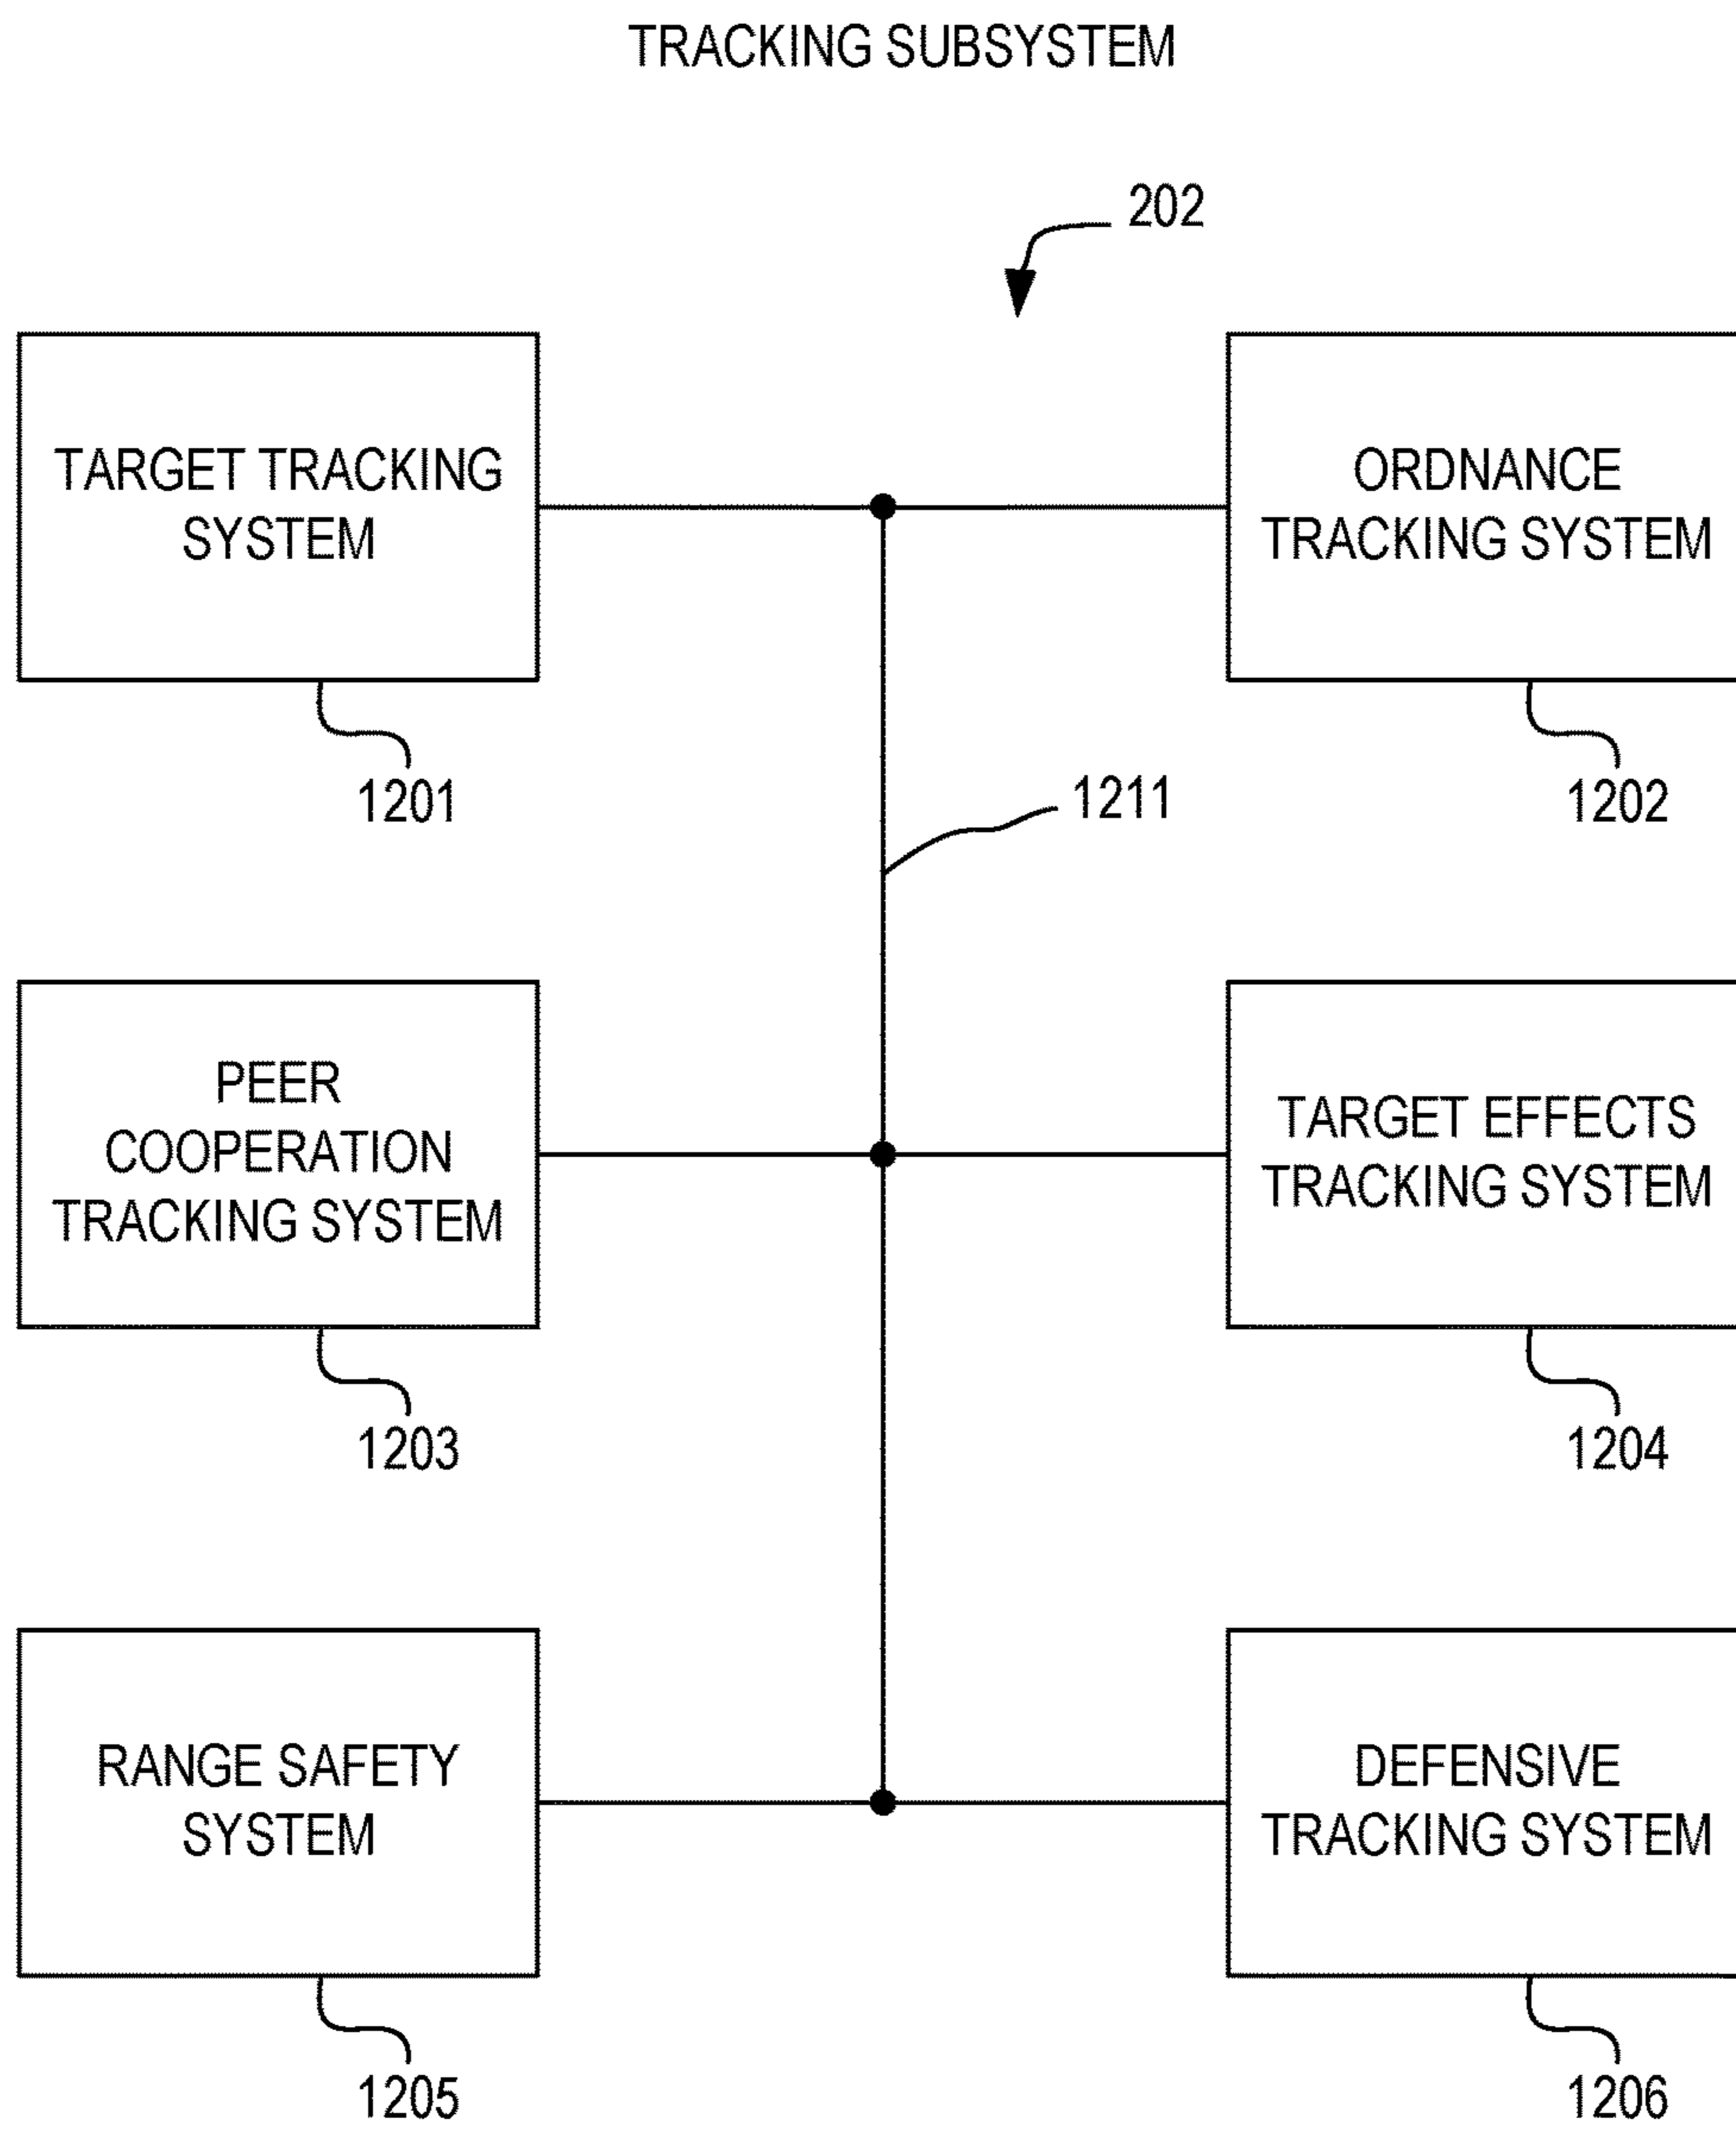 TRACKING SUBSYSTEM
202
TARGET TRACKING
SYSTEM
1201
ORDNANCE
TRACKING SYSTEM
1202
1211
PEER
COOPERATION
TRACKING SYSTEM
1203
TARGET EFFECTS
TRACKING SYSTEM
1204
RANGE SAFETY
SYSTEM
1205
DEFENSIVE
TRACKING SYSTEM
1206